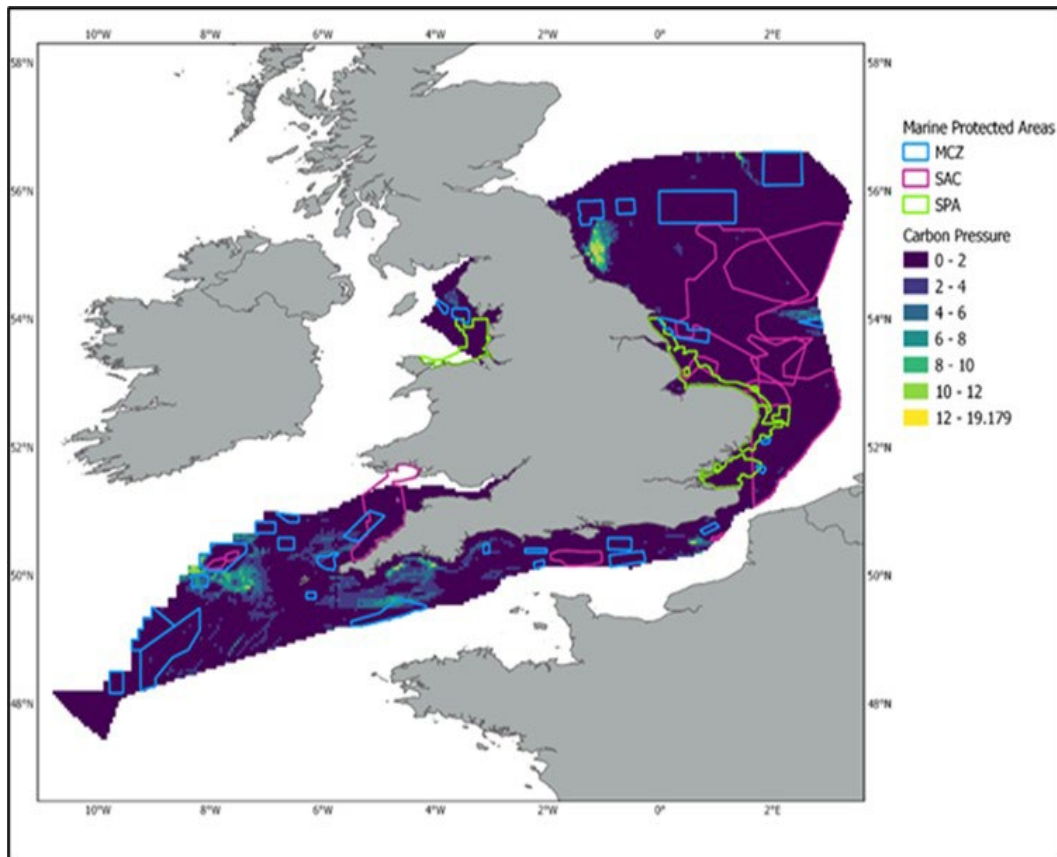 10°W 8°W 6°W 4°W 2°W 0° 2°E
58°N 58°N
56°N 56°N
54°N 54°N
52°N 52°N
50°N 50°N
48°N 48°N
10°W 8°W 6°W 4°W 2°W 0° 2°E
Marine Protected Areas
MCZ
SAC
SPA
Carbon Pressure
0 - 2
2 - 4
4 - 6
6 - 8
8 - 10
10 - 12
12 - 19.179